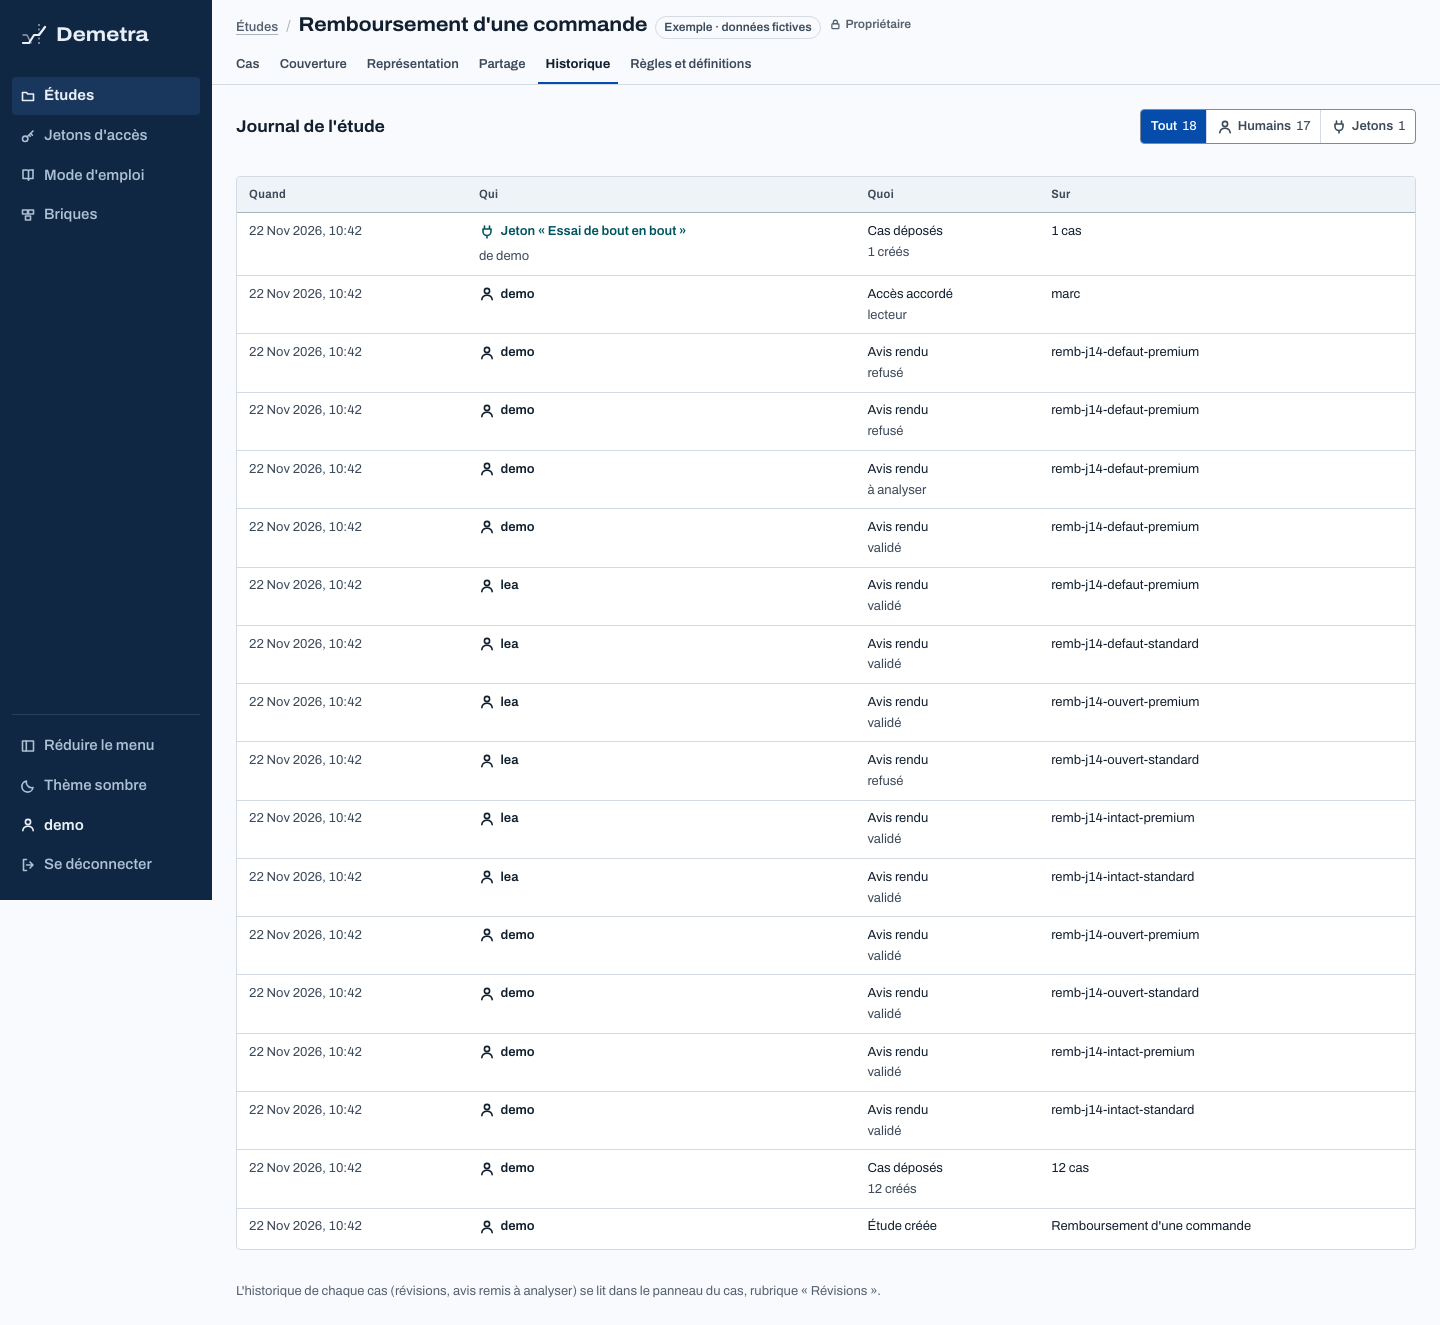 Demetra
Études
Jetons d'accès
Mode d'emploi
Briques
Réduire le menu
Thème sombre
demo
Se déconnecter
Études / Remboursement d'une commande Exemple · données fictives Propriétaire
Cas Couverture Représentation Partage Historique Règles et définitions
Journal de l'étude
Tout 18 Humains 17 Jetons 1
Quand Qui Quoi Sur
22 Nov 2026, 10:42 Jeton « Essai de bout en bout » Cas déposés 1 cas
de demo 1 créés
22 Nov 2026, 10:42 demo Accès accordé marc
lecteur
22 Nov 2026, 10:42 demo Avis rendu remb-j14-defaut-premium
refusé
22 Nov 2026, 10:42 demo Avis rendu remb-j14-defaut-premium
refusé
22 Nov 2026, 10:42 demo Avis rendu remb-j14-defaut-premium
à analyser
22 Nov 2026, 10:42 demo Avis rendu remb-j14-defaut-premium
validé
22 Nov 2026, 10:42 lea Avis rendu remb-j14-defaut-premium
validé
22 Nov 2026, 10:42 lea Avis rendu remb-j14-defaut-standard
validé
22 Nov 2026, 10:42 lea Avis rendu remb-j14-ouvert-premium
validé
22 Nov 2026, 10:42 lea Avis rendu remb-j14-ouvert-standard
refusé
22 Nov 2026, 10:42 lea Avis rendu remb-j14-intact-premium
validé
22 Nov 2026, 10:42 lea Avis rendu remb-j14-intact-standard
validé
22 Nov 2026, 10:42 demo Avis rendu remb-j14-ouvert-premium
validé
22 Nov 2026, 10:42 demo Avis rendu remb-j14-ouvert-standard
validé
22 Nov 2026, 10:42 demo Avis rendu remb-j14-intact-premium
validé
22 Nov 2026, 10:42 demo Avis rendu remb-j14-intact-standard
validé
22 Nov 2026, 10:42 demo Cas déposés 12 cas
12 créés
22 Nov 2026, 10:42 demo Étude créée Remboursement d'une commande
L'historique de chaque cas (révisions, avis remis à analyser) se lit dans le panneau du cas, rubrique « Révisions ».